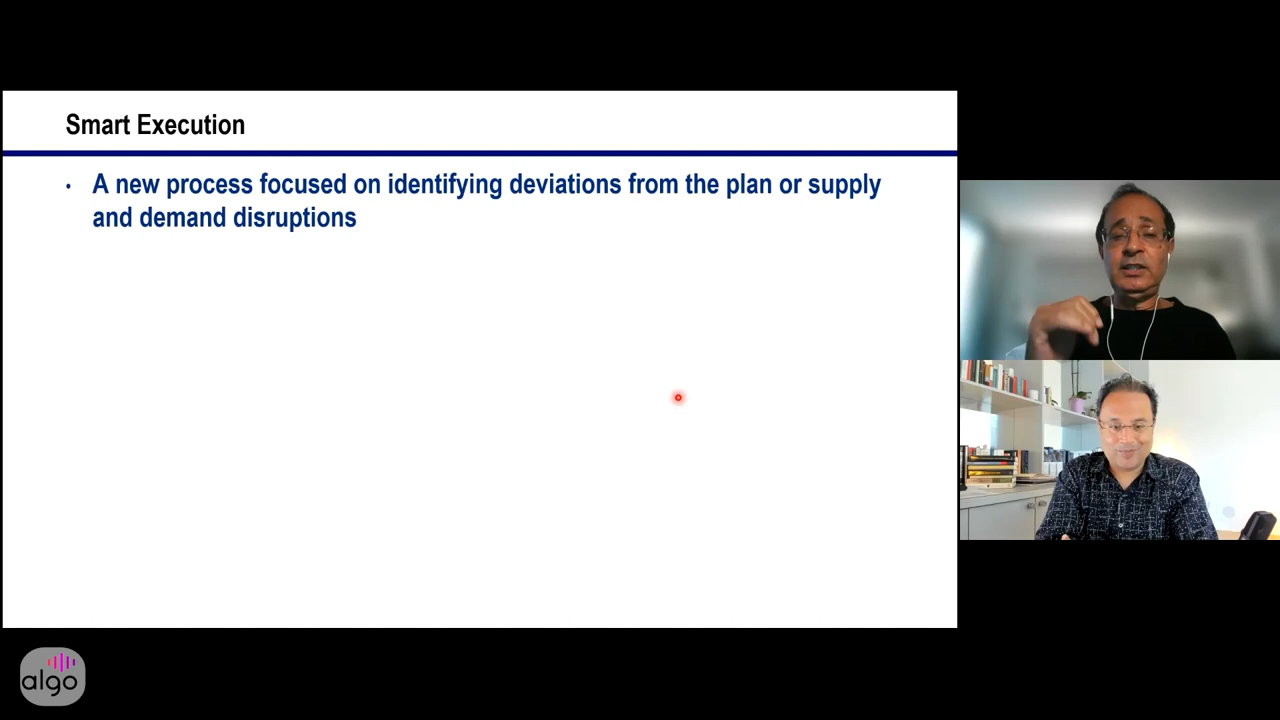 Smart Execution
• A new process focused on identifying deviations from the plan or supply
and demand disruptions
algo